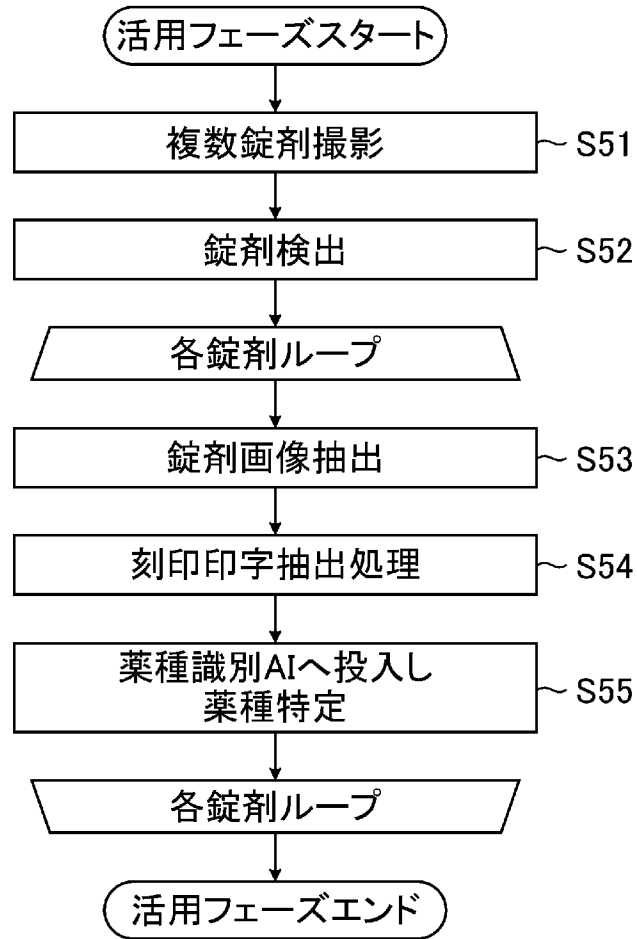 活用フェーズスタート
複数錠剤撮影
S51
錠剤検出
S52
各錠剤ループ
錠剤画像抽出
S53
刻印印字抽出処理
S54
薬種識別AIへ投入し
薬種特定
S55
各錠剤ループ
活用フェーズエンド